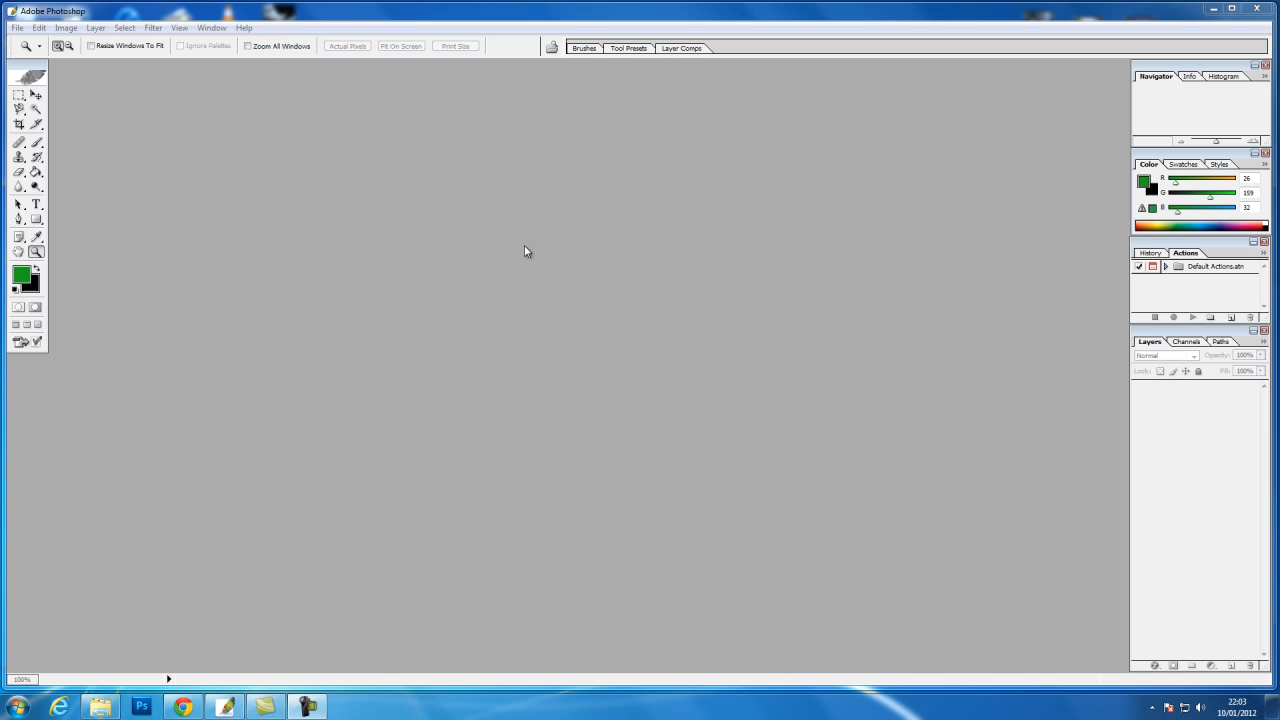 Adobe Photoshop
File Edit Image Layer Select Filter View Window Help
Resize Windows To Fit Ignore Palettes Zoom All Windows Actual Pixels Fit On Screen Print Size Brushes Tool Presets Layer Comps
Navigator Info Histogram
Color Swatches Styles
R 26
G 159
B 32
History Actions
Default Actions.atn
Layers Channels Paths
Normal Opacity: 100%
Lock: Fill: 100%
100%
Ps
22:03
10/01/2012